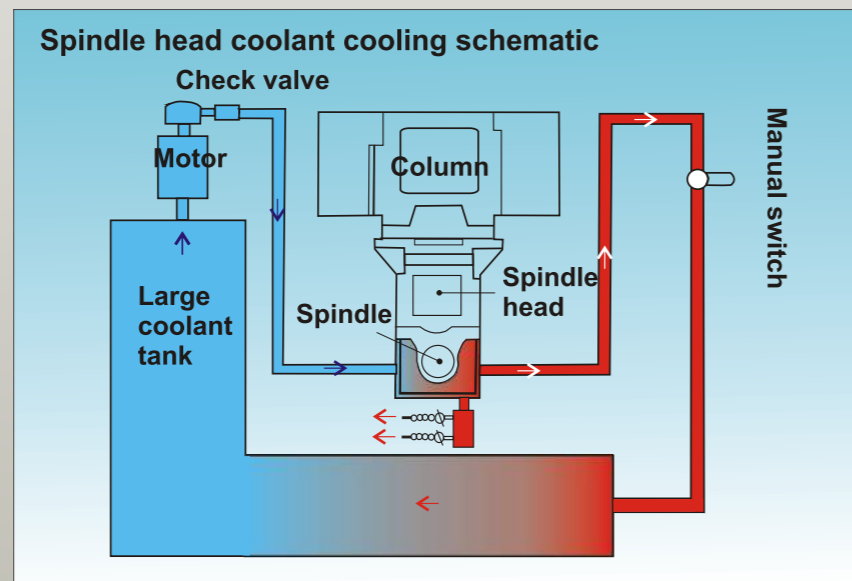 Spindle head coolant cooling schematic
Check valve
Motor
Column
Manual switch
Spindle
head
Large
coolant
tank
Spindle